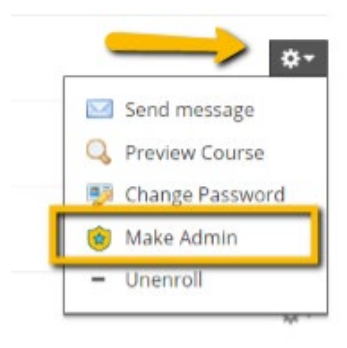 Send message
Preview Course
Change Password
Make Admin
Unenroll